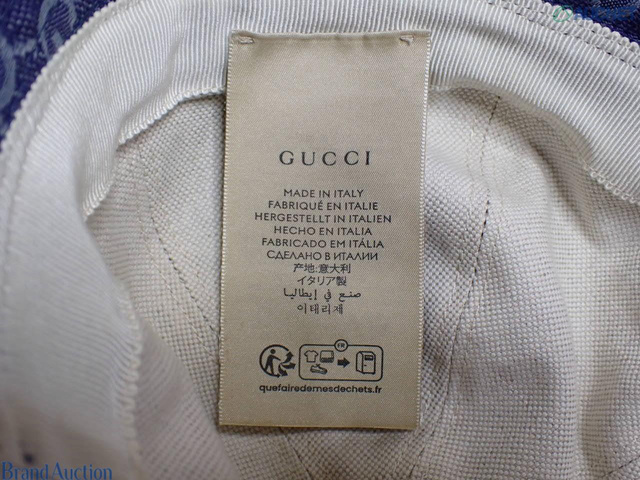 GUCCI
MADE IN ITALY
FABRIQUÉ EN ITALIE
HERGESTELLT IN ITALIEN
HECHO EN ITALIA
FABRICADO EM ITÁLIA
СДЕЛАНО В ИТАЛИИ
产地:意大利
イタリア製
صنع في إيطاليا
이태리제
FR
quefairedemesdechets.fr
Brand Auction